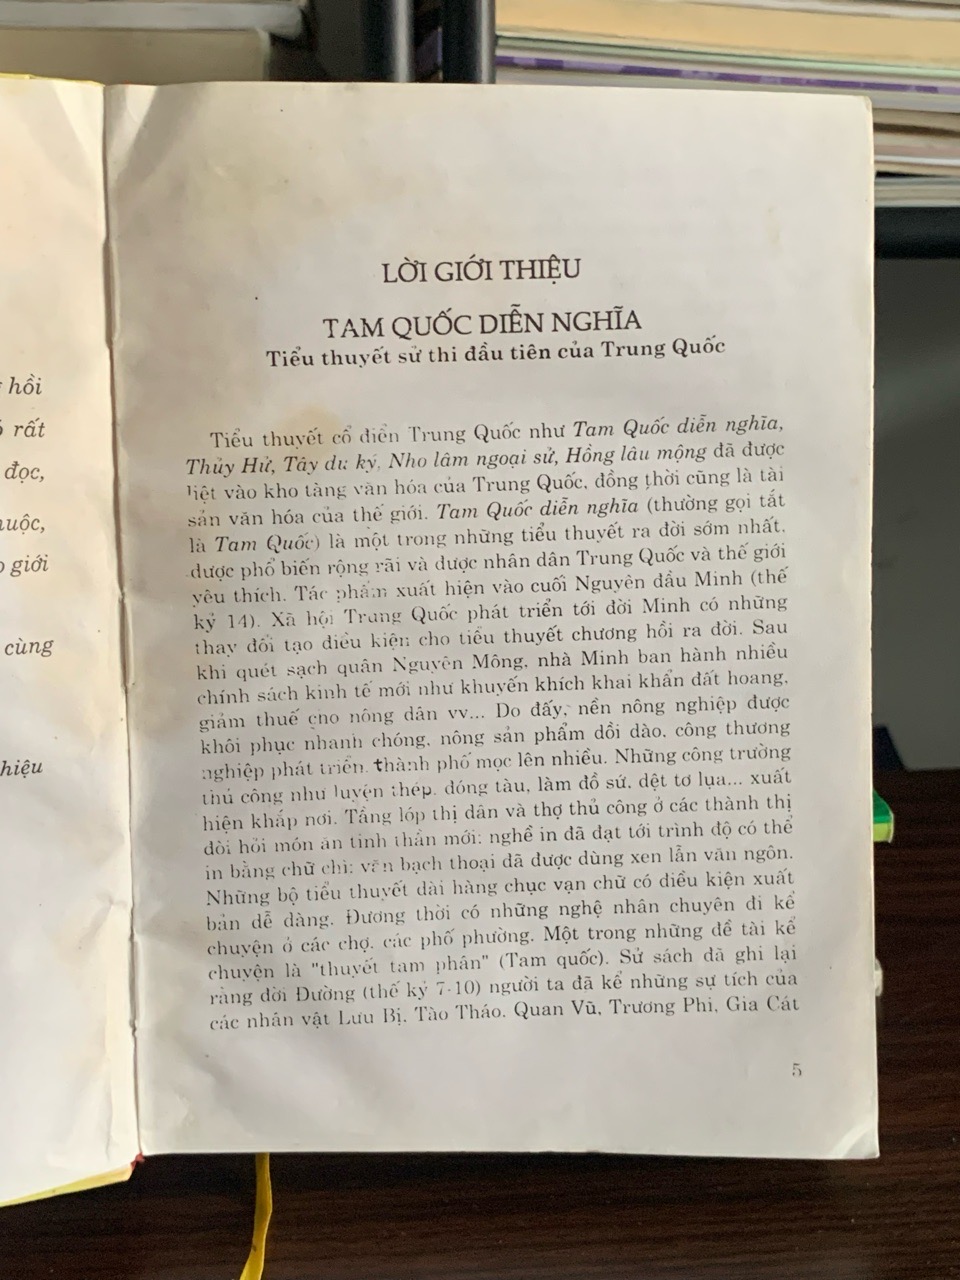 hồi
rất
đọc,
giới
cùng
hiệu
LỜI GIỚI THIỆU
TAM QUỐC DIỄN NGHĨA
Tiểu thuyết sử thi đầu tiên của Trung Quốc
Tiểu thuyết cổ điển Trung Quốc như Tam Quốc diễn nghĩa,
Thủy Hử, Tây du ký, Nho lâm ngoại sử, Hồng lâu mộng đã được
liệt vào kho tàng văn hóa của Trung Quốc, đồng thời cũng là tài
sản văn hóa của thế giới. Tam Quốc diễn nghĩa (thường gọi tắt
là Tam Quốc) là một trong những tiểu thuyết ra đời sớm nhất,
được phổ biến rộng rãi và được nhân dân Trung Quốc và thế giới
yêu thích. Tác phẩm xuất hiện vào cuối Nguyên đầu Minh (thế
kỷ 14). Xã hội Trung Quốc phát triển tới đời Minh có những
thay đổi tạo điều kiện cho tiểu thuyết chương hồi ra đời. Sau
khi quét sạch quân Nguyên Mông, nhà Minh ban hành nhiều
chính sách kinh tế mới như khuyến khích khai khẩn đất hoang,
giảm thuế cho nông dân vv... Do đấy, nền nông nghiệp được
khôi phục nhanh chóng, nông sản phẩm dồi dào, công thương
nghiệp phát triển, thành phố mọc lên nhiều. Những công trường
thủ công như luyện thép, đóng tàu, làm đồ sứ, dệt tơ lụa... xuất
hiện khắp nơi. Tầng lớp thị dân và thợ thủ công ở các thành thị
đòi hỏi món ăn tinh thần mới: nghề in đã đạt tới trình độ có thể
in bằng chữ chì; văn bạch thoại đã được dùng xen lẫn văn ngôn.
Những bộ tiểu thuyết dài hàng chục vạn chữ có điều kiện xuất
bản dễ dàng. Đương thời có những nghệ nhân chuyên đi kể
chuyện ở các chợ, các phố phường. Một trong những đề tài kể
chuyện là "thuyết tam phân" (Tam quốc). Sử sách đã ghi lại
rằng đời Đường (thế kỷ 7-10) người ta đã kể những sự tích của
các nhân vật Lưu Bị, Tào Tháo, Quan Vũ, Trương Phi, Gia Cát
5